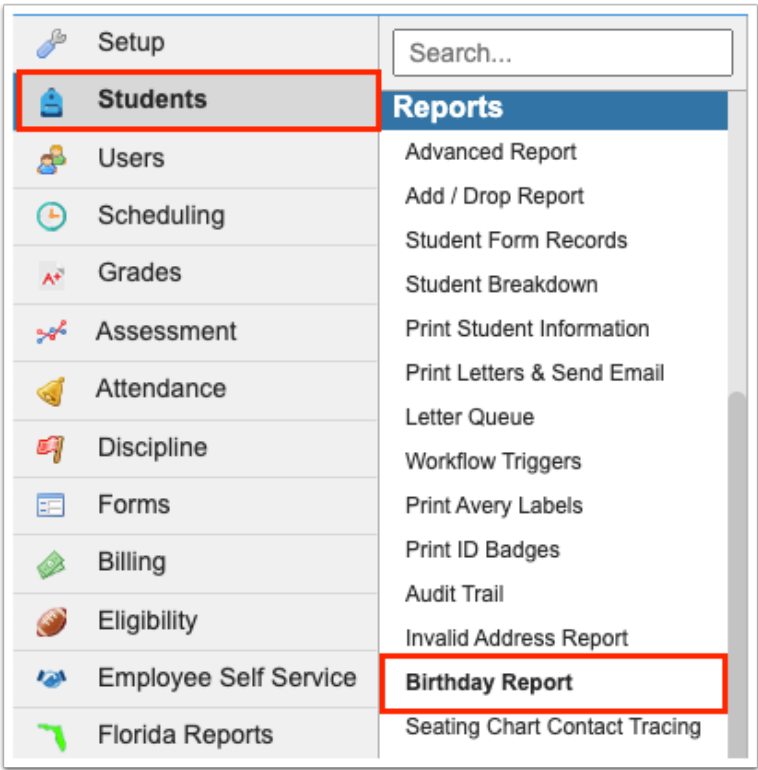 Setup
Students
Users
Scheduling
Grades
A+
Assessment
Attendance
Discipline
Forms
Billing
Eligibility
Employee Self Service
Florida Reports
Search...
Reports
Advanced Report
Add / Drop Report
Student Form Records
Student Breakdown
Print Student Information
Print Letters & Send Email
Letter Queue
Workflow Triggers
Print Avery Labels
Print ID Badges
Audit Trail
Invalid Address Report
Birthday Report
Seating Chart Contact Tracing